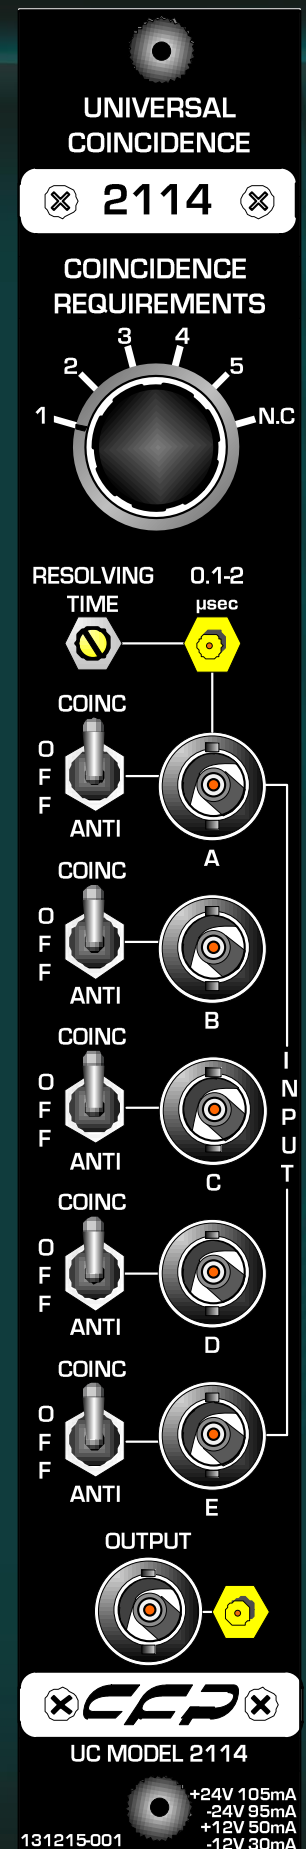 UNIVERSAL
COINCIDENCE
2114
COINCIDENCE
REQUIREMENTS
1 2 3 4 5 N.C
RESOLVING 0.1-2
TIME µsec
COINC
OFF
ANTI
A
COINC
OFF
ANTI
B
COINC
OFF
ANTI
C
INPUT
COINC
OFF
ANTI
D
COINC
OFF
ANTI
E
OUTPUT
UC MODEL 2114
+24V 105mA
-24V 95mA
+12V 50mA
131215-001 -12V 30mA